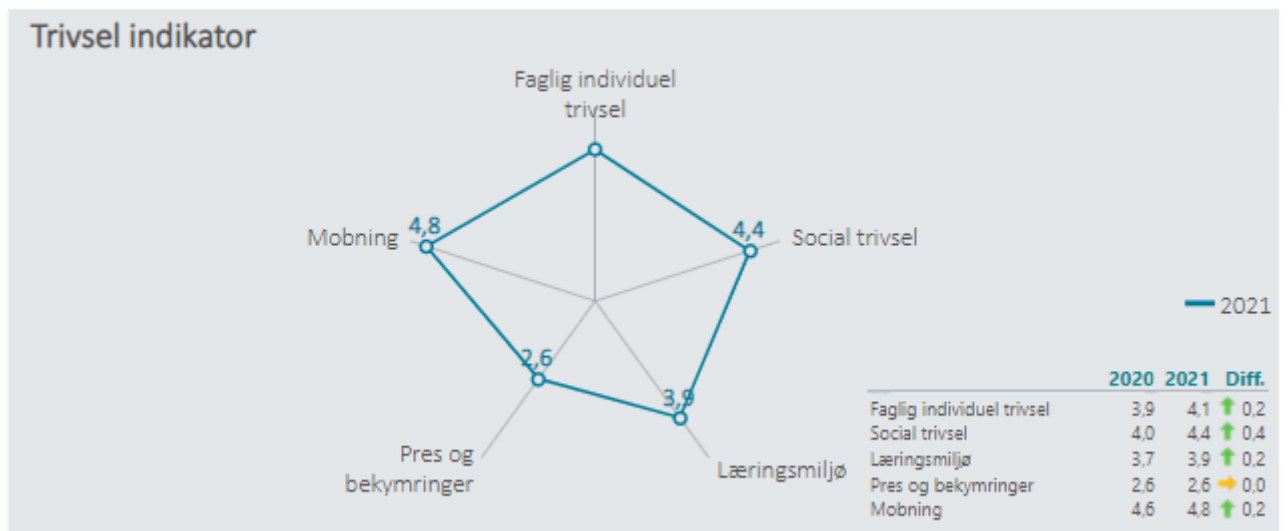 Trivsel indikator
Faglig individuel
trivsel
4,8
Mobning
4,4
Social trivsel
2021
2,6
3,9
Pres og
bekymringer
Læringsmiljø
2020 2021 Diff.
Faglig individuel trivsel 3,9 4,1 0,2
Social trivsel 4,0 4,4 0,4
Læringsmiljø 3,7 3,9 0,2
Pres og bekymringer 2,6 2,6 0,0
Mobning 4,6 4,8 0,2